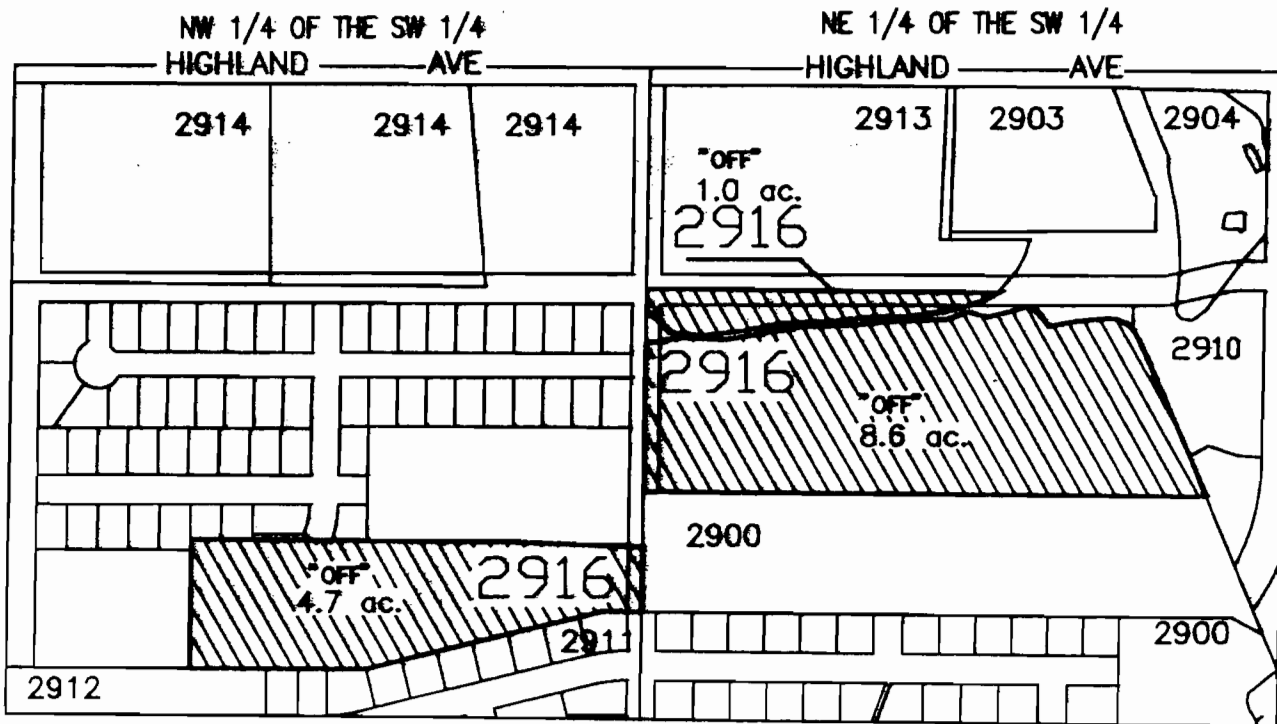 NW 1/4 OF THE SW 1/4
NE 1/4 OF THE SW 1/4
HIGHLAND AVE
HIGHLAND AVE
2914
2914
2914
2913
2903
2904
"OFF"
1.0 ac.
2916
2916
2910
"OFF"
8.6 ac.
2900
"OFF"
4.7 ac.
2916
2911
2900
2912